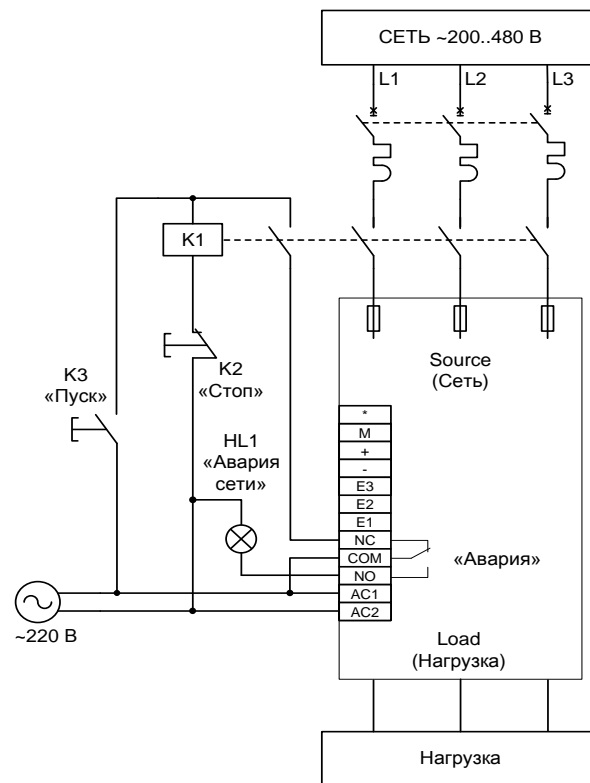 СЕТЬ ~200..480 В
L1
L2
L3
K1
Source
(Сеть)
K2
«Стоп»
K3
«Пуск»
HL1
«Авария
сети»
*
M
+
-
E3
E2
E1
NC
COM
NO
AC1
AC2
«Авария»
~220 В
Load
(Нагрузка)
Нагрузка